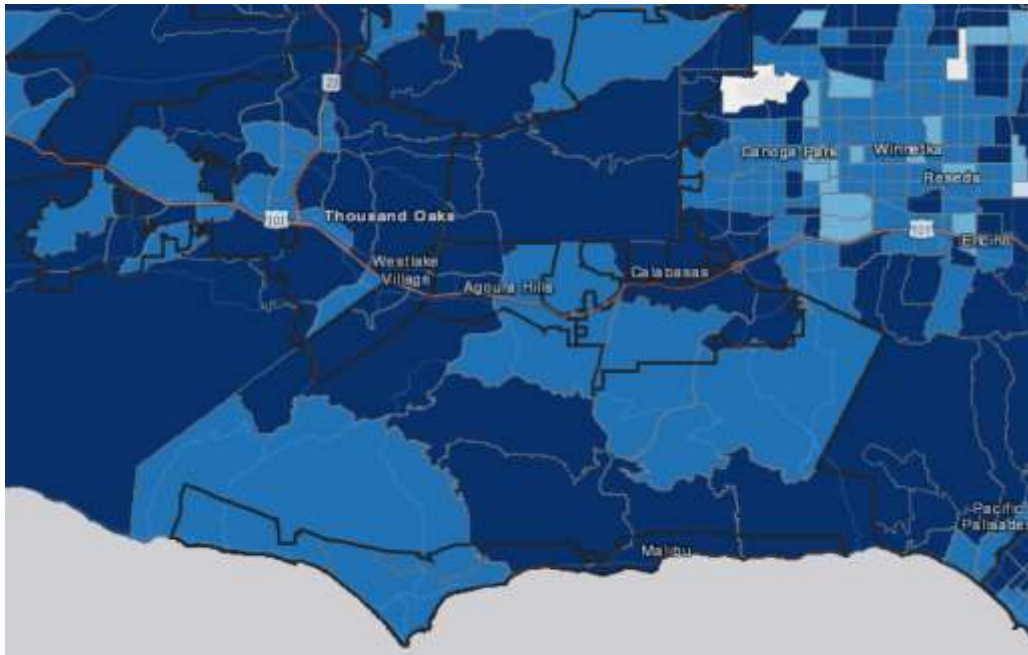 23
Canoga Park
Winnetka
Reseda
101
Thousand Oaks
101
Encino
Westlake
Village
Calabasas
Agoura Hills
Pacific
Palisades
Malibu